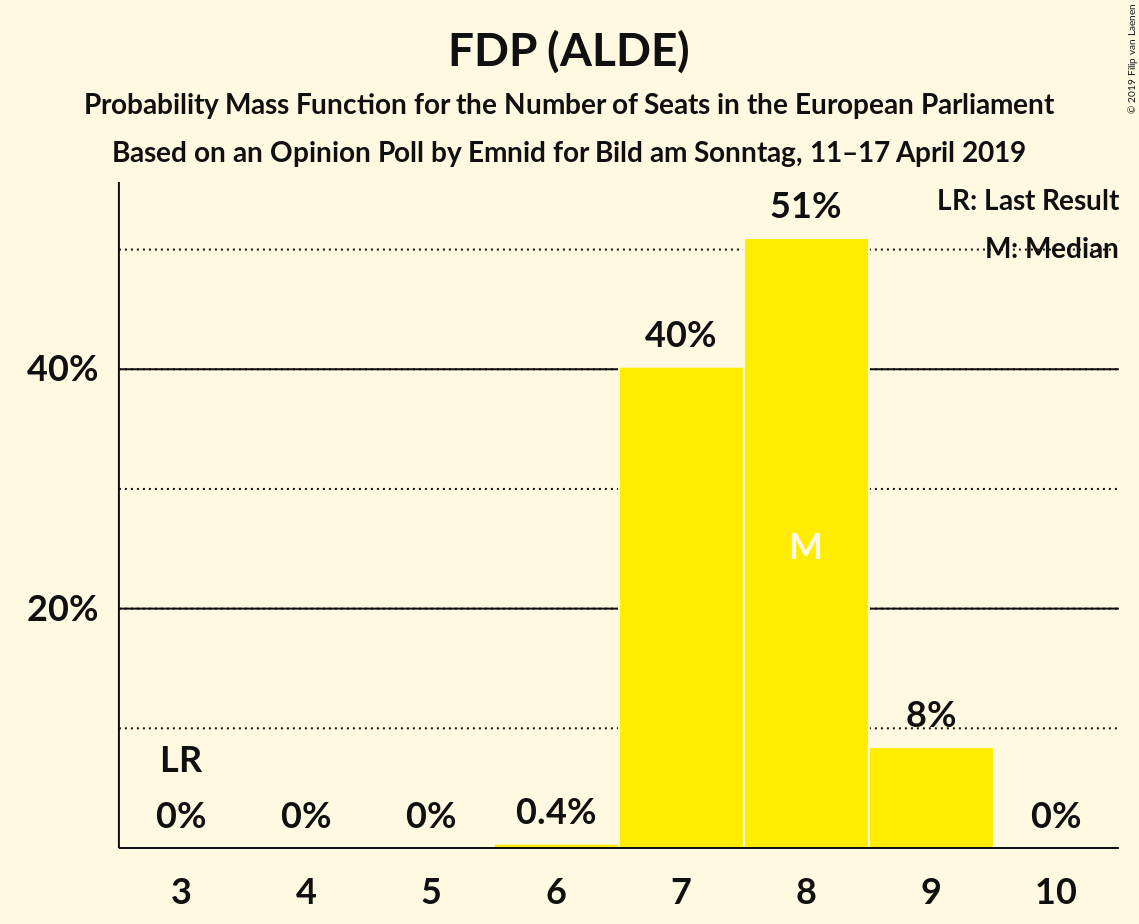 FDP (ALDE)
Probability Mass Function for the Number of Seats in the European Parliament
Based on an Opinion Poll by Emnid for Bild am Sonntag, 11–17 April 2019
© 2019 Filip van Laenen
LR: Last Result
M: Median
51%
40%
40%
M
20%
8%
LR
0%
0%
0%
0.4%
0%
3 4 5 6 7 8 9 10